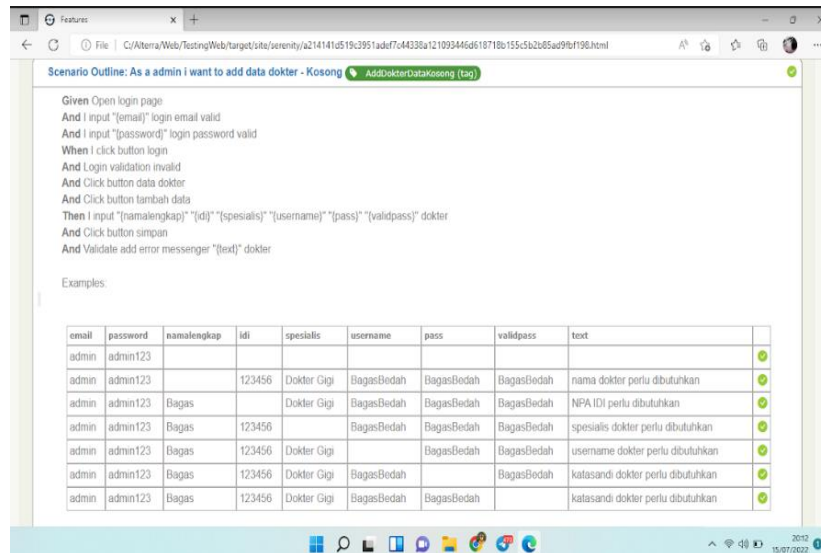 Features
File C:/Alterra/Web/TestingWeb/target/site/serenity/a214141d519c3951adef7c44338a121093446d618718b155c5b2b85ad9fbf198.html
Scenario Outline: As a admin i want to add data dokter - Kosong AddDokterDataKosong (tag)
Given Open login page
And I input "{email}" login email valid
And I input "{password}" login password valid
When I click button login
And Login validation invalid
And Click button data dokter
And Click button tambah data
Then I input "{namalengkap}" "{idi}" "{spesialis}" "{username}" "{pass}" "{validpass}" dokter
And Click button simpan
And Validate add error messenger "{text}" dokter
Examples:
email password namalengkap idi spesialis username pass validpass text
admin admin123
admin admin123 123456 Dokter Gigi BagasBedah BagasBedah BagasBedah nama dokter perlu dibutuhkan
admin admin123 Bagas Dokter Gigi BagasBedah BagasBedah BagasBedah NPA IDI perlu dibutuhkan
admin admin123 Bagas 123456 BagasBedah BagasBedah BagasBedah spesialis dokter perlu dibutuhkan
admin admin123 Bagas 123456 Dokter Gigi BagasBedah BagasBedah username dokter perlu dibutuhkan
admin admin123 Bagas 123456 Dokter Gigi BagasBedah BagasBedah katasandi dokter perlu dibutuhkan
admin admin123 Bagas 123456 Dokter Gigi BagasBedah BagasBedah katasandi dokter perlu dibutuhkan
20:12
15/07/2022